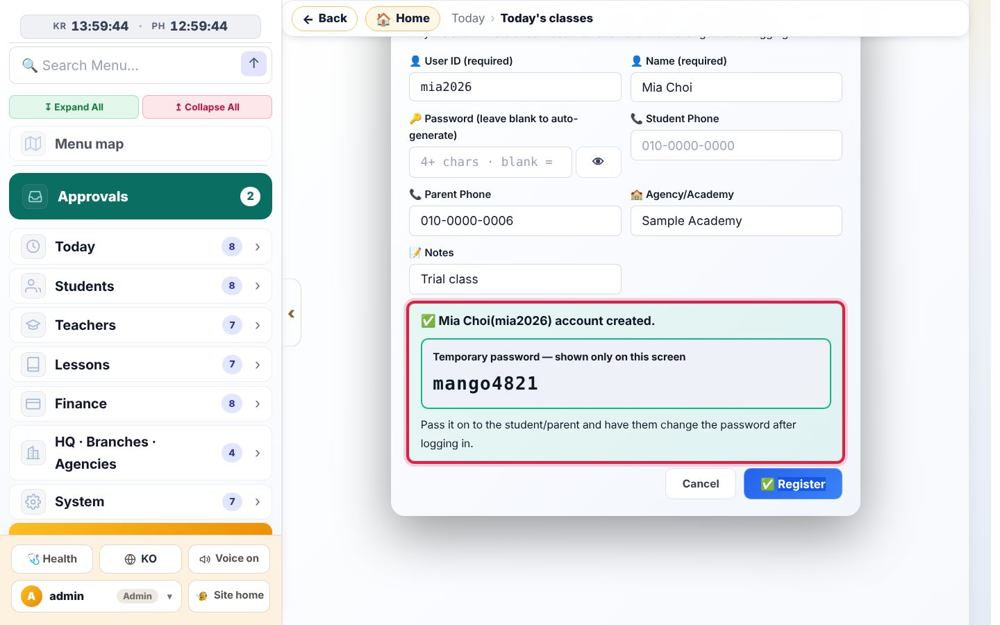 KR 13:59:44 • PH 12:59:44
Search Menu...
↧ Expand All
↥ Collapse All
Menu map
Approvals 2
Today 8
Students 8
Teachers 7
Lessons 7
Finance 8
HQ · Branches ·
Agencies 4
System 7
Health
KO
Voice on
A admin Admin ▾
Site home
← Back
Home
Today › Today's classes
User ID (required)
mia2026
Name (required)
Mia Choi
Password (leave blank to auto-
generate)
4+ chars · blank =
Student Phone
010-0000-0000
Parent Phone
010-0000-0006
Agency/Academy
Sample Academy
Notes
Trial class
✅ Mia Choi(mia2026) account created.
Temporary password — shown only on this screen
mango4821
Pass it on to the student/parent and have them change the password after
logging in.
Cancel
✅ Register